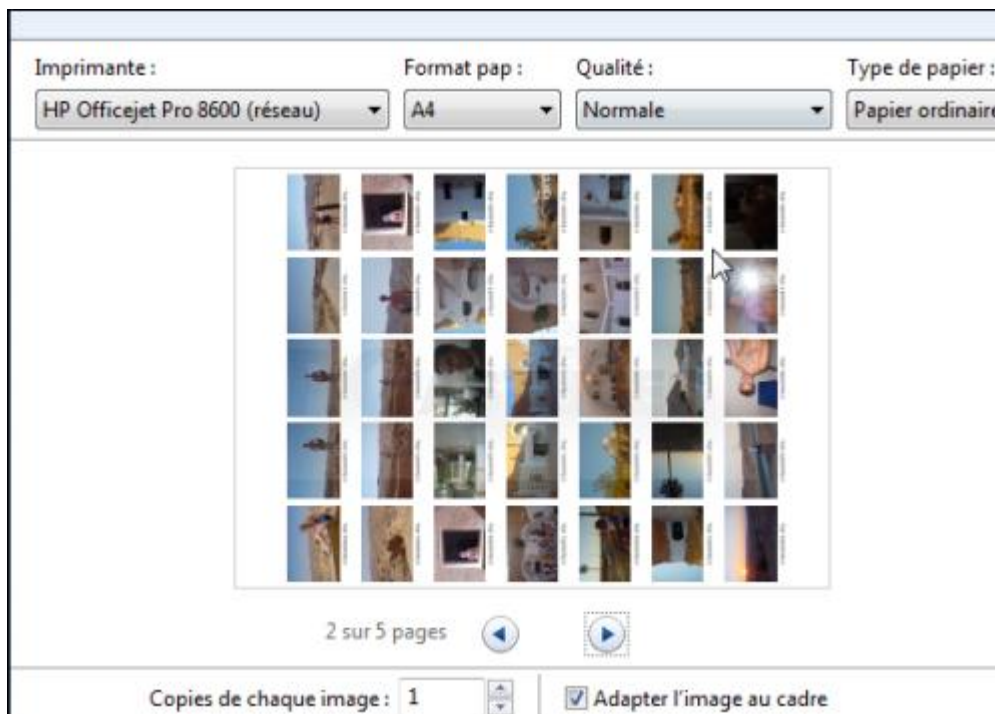 Imprimante : Format pap : Qualité : Type de papier :
HP Officejet Pro 8600 (réseau) A4 Normale Papier ordinaire
2 sur 5 pages
Copies de chaque image : 1 Adapter l'image au cadre